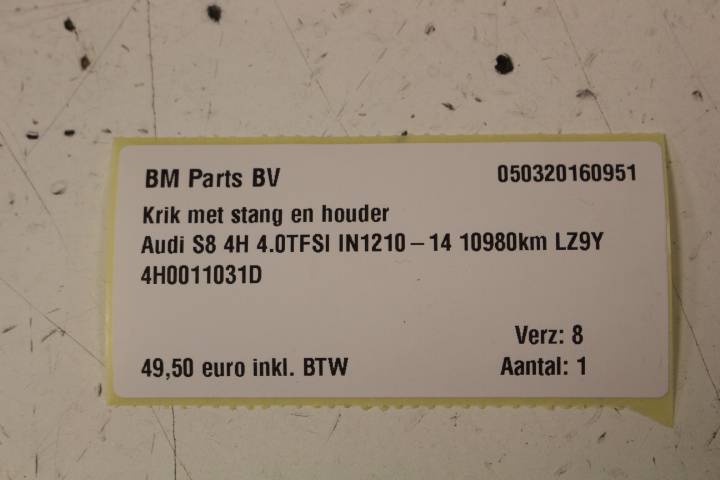 BM Parts BV 050320160951
Krik met stang en houder
Audi S8 4H 4.0TFSI IN1210-14 10980km LZ9Y
4H0011031D
Verz: 8
49,50 euro inkl. BTW Aantal: 1